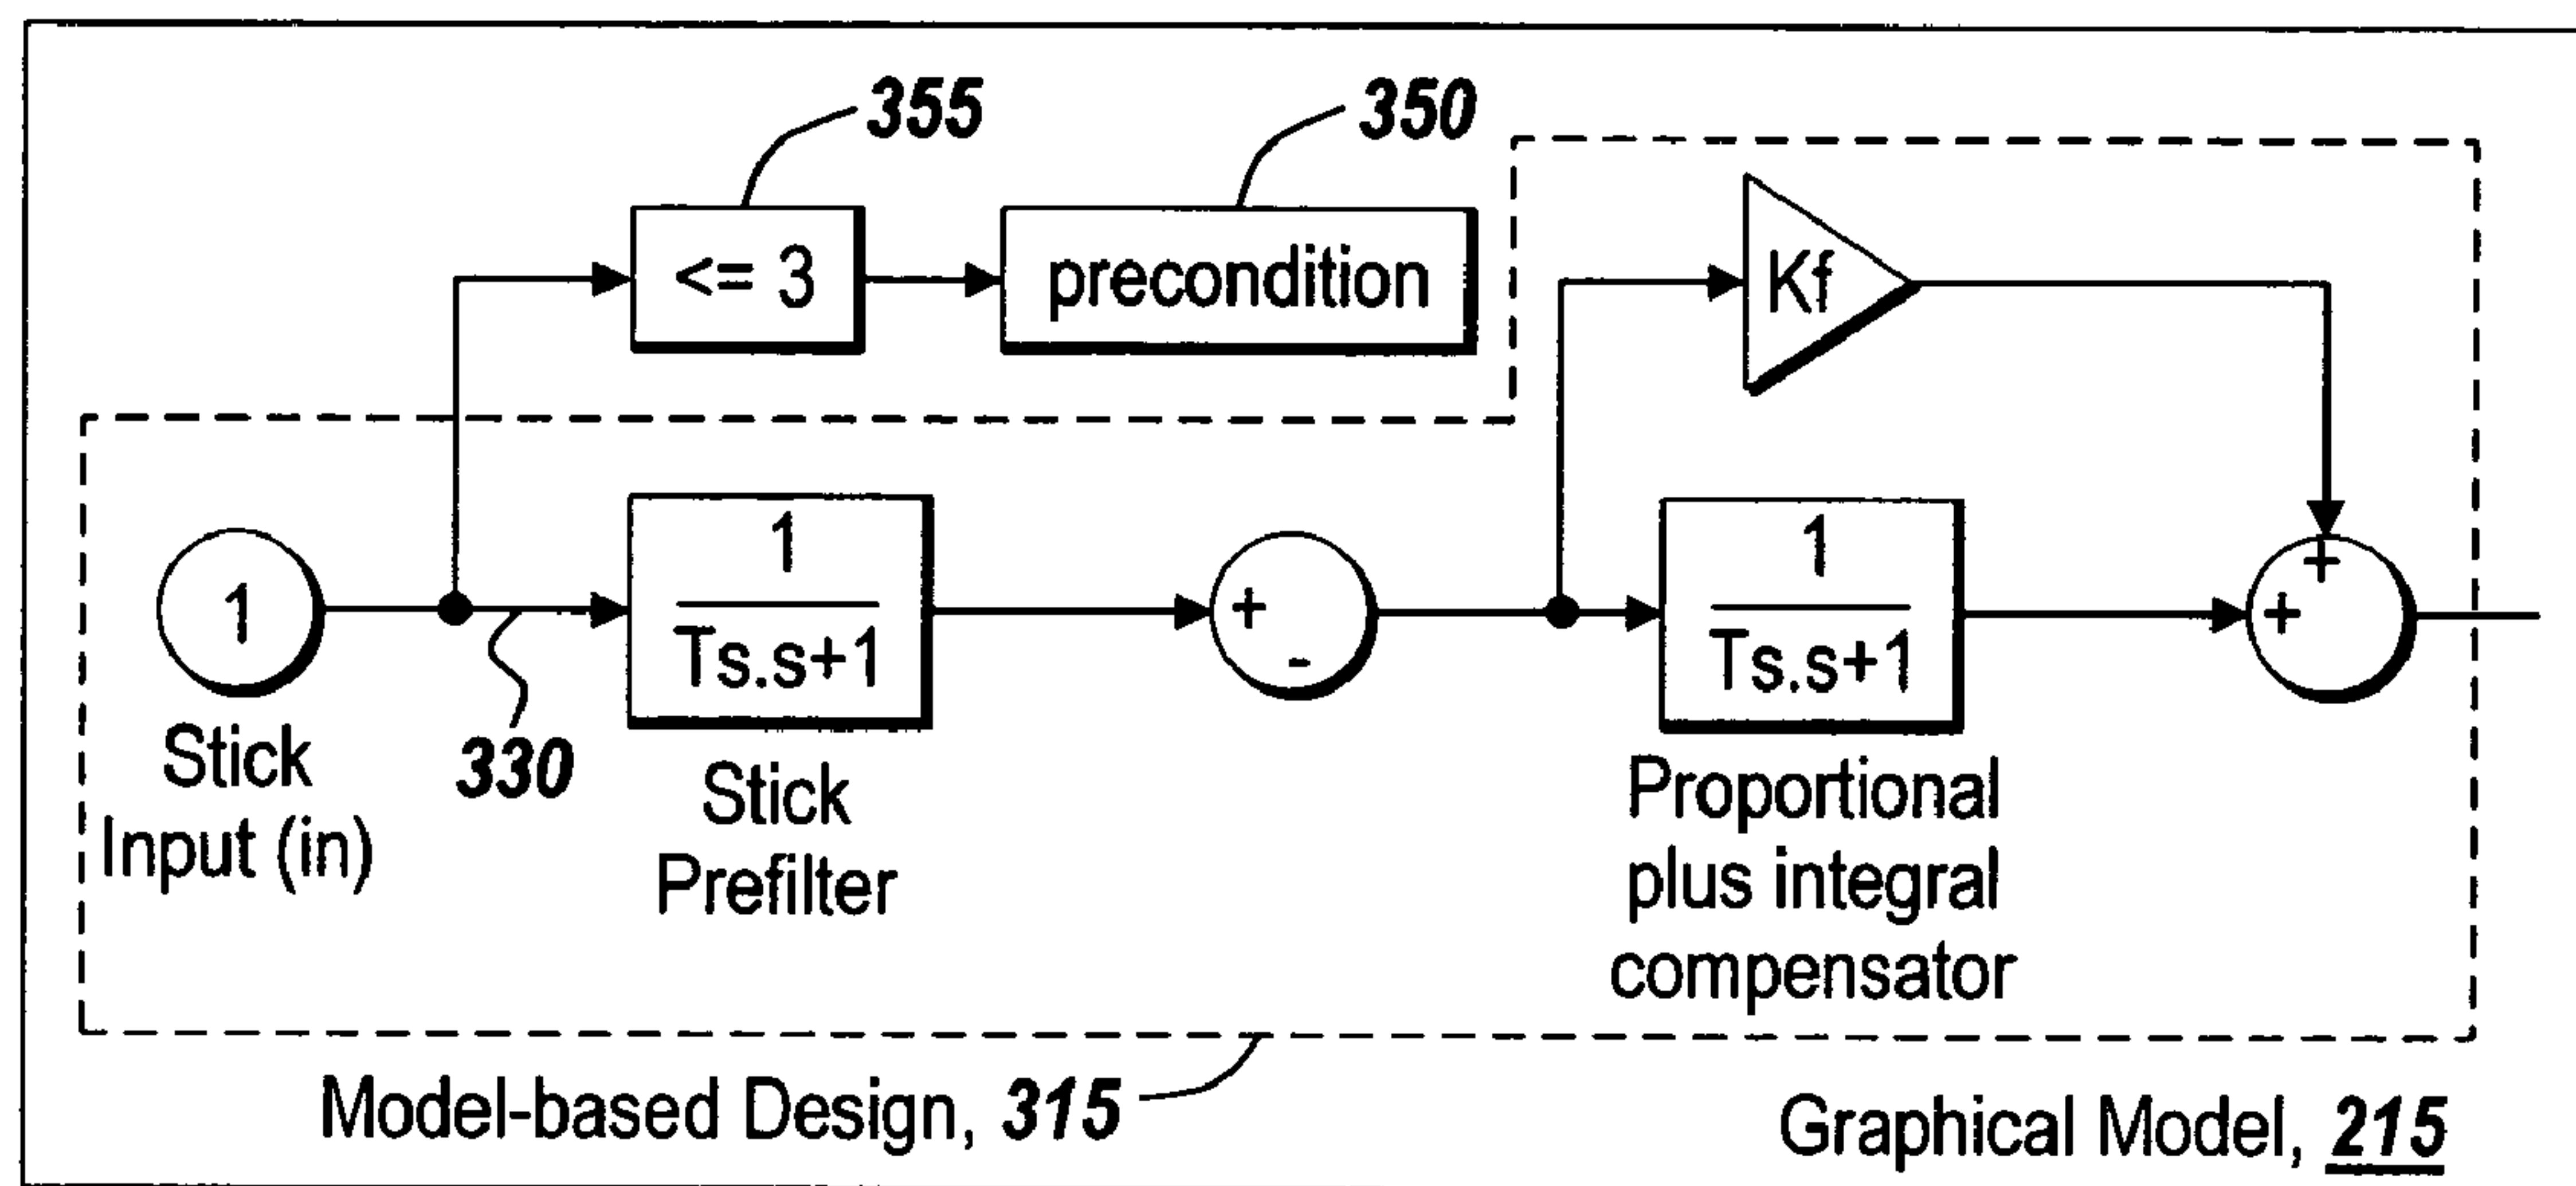 355
350
<= 3
precondition
Kf
1
1
Ts.s+1
+
-
1
Ts.s+1
+
+
Stick
Input (in)
330
Stick
Prefilter
Proportional
plus integral
compensator
Model-based Design, 315
Graphical Model, 215